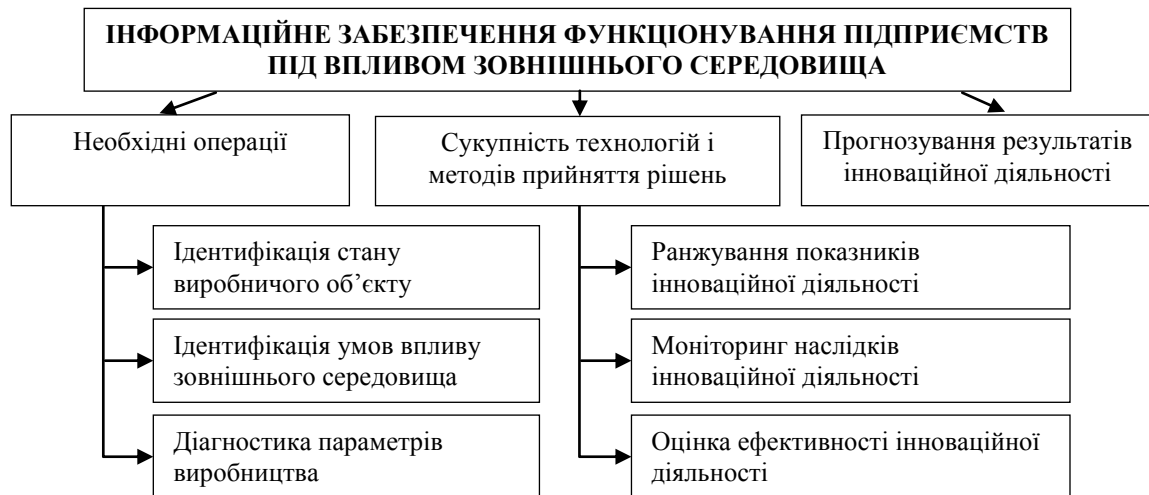 ІНФОРМАЦІЙНЕ ЗАБЕЗПЕЧЕННЯ ФУНКЦІОНУВАННЯ ПІДПРИЄМСТВ
ПІД ВПЛИВОМ ЗОВНІШНЬОГО СЕРЕДОВИЩА
Необхідні операції
Сукупність технологій і
методів прийняття рішень
Прогнозування результатів
інноваційної діяльності
Ідентифікація стану
виробничого об’єкту
Ідентифікація умов впливу
зовнішнього середовища
Діагностика параметрів
виробництва
Ранжування показників
інноваційної діяльності
Моніторинг наслідків
інноваційної діяльності
Оцінка ефективності інноваційної
діяльності